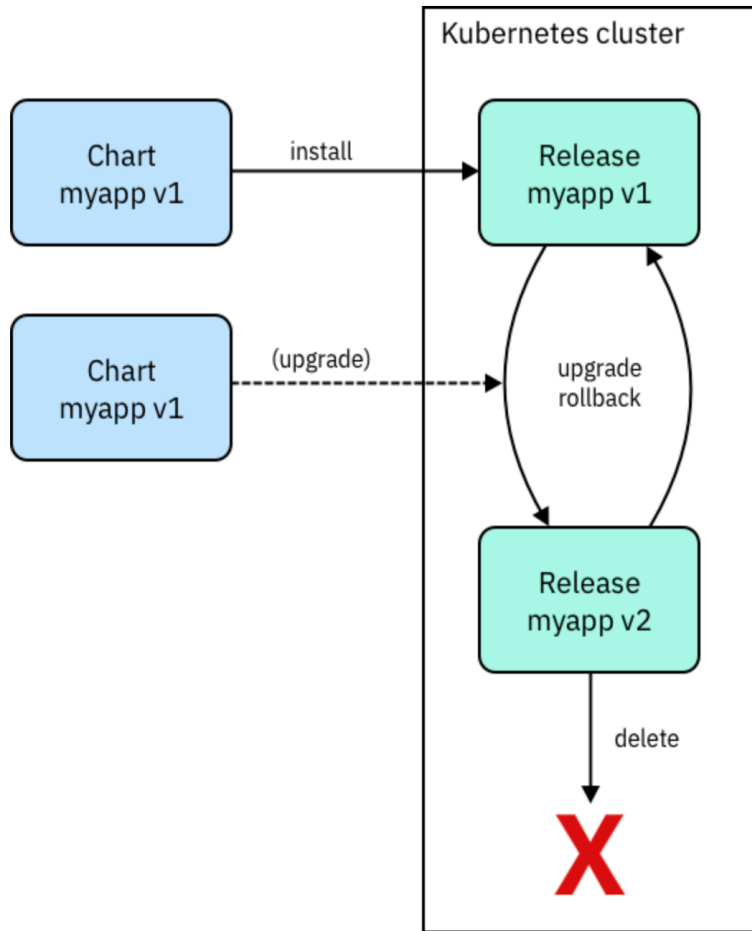 Kubernetes cluster
Chart
myapp v1
install
Release
myapp v1
Chart
myapp v1
(upgrade)
upgrade
rollback
Release
myapp v2
delete
X